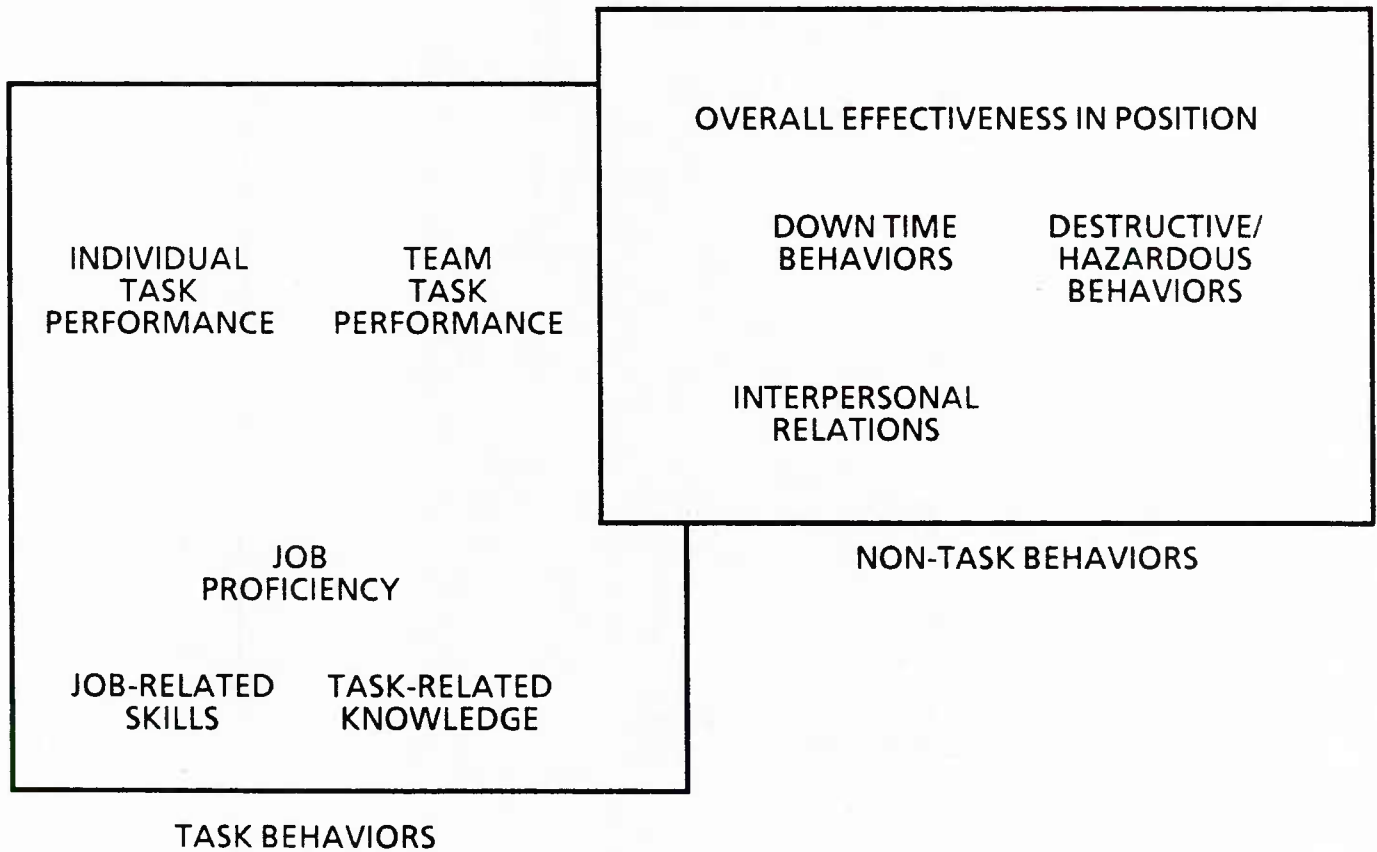 OVERALL EFFECTIVENESS IN POSITION
DOWN TIME
BEHAVIORS
DESTRUCTIVE/
HAZARDOUS
BEHAVIORS
INTERPERSONAL
RELATIONS
NON-TASK BEHAVIORS
INDIVIDUAL
TASK
PERFORMANCE
TEAM
TASK
PERFORMANCE
JOB
PROFICIENCY
JOB-RELATED
SKILLS
TASK-RELATED
KNOWLEDGE
TASK BEHAVIORS